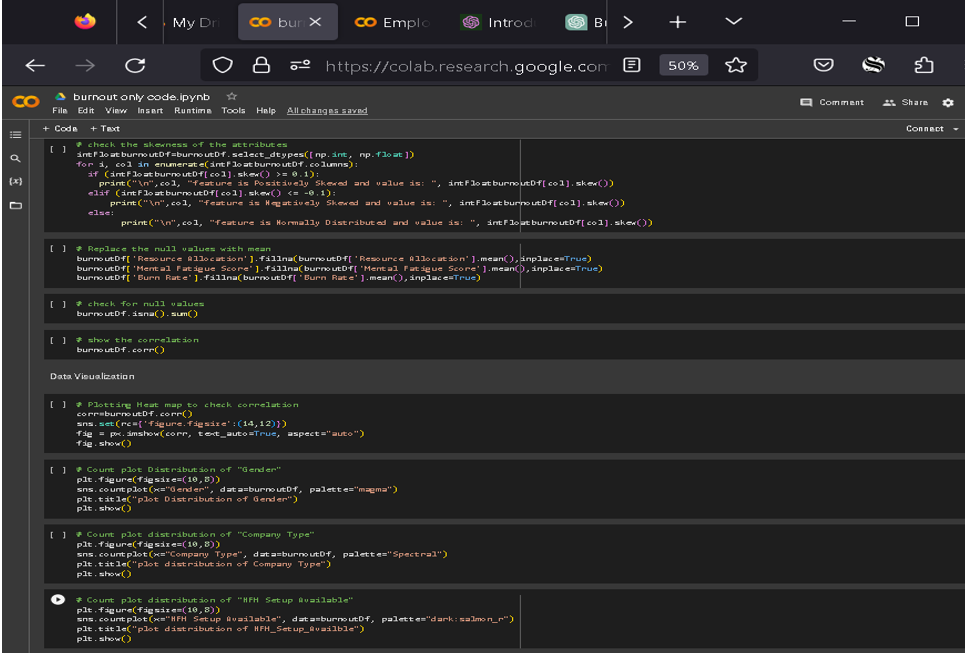 My Dr
bur
Emplo
Introd
B
https://colab.research.google.com
50%
burnout only code.ipynb
File Edit View Insert Runtime Tools Help All changes saved
Comment Share
+ Code + Text
Connect
# check the skewness of the attributes
[ ] intFloatburnoutDf=burnoutDf.select_dtypes([np.int, np.float])
for i, col in enumerate(intFloatburnoutDf.columns):
if (intFloatburnoutDf[col].skew() >= 0.1):
print("\n",col, "feature is Positively Skewed and value is: ", intFloatburnoutDf[col].skew())
elif (intFloatburnoutDf[col].skew() <= -0.1):
print("\n",col, "feature is Negatively Skewed and value is: ", intFloatburnoutDf[col].skew())
else:
print("\n",col, "feature is Normally Distributed and value is: ", intFloatburnoutDf[col].skew())
[ ] # Replace the null values with mean
burnoutDf['Resource Allocation'].fillna(burnoutDf['Resource Allocation'].mean(),inplace=True)
burnoutDf['Mental Fatigue Score'].fillna(burnoutDf['Mental Fatigue Score'].mean(),inplace=True)
burnoutDf['Burn Rate'].fillna(burnoutDf['Burn Rate'].mean(),inplace=True)
[ ] # check for null values
burnoutDf.isna().sum()
[ ] # show the correlation
burnoutDf.corr()
Data Visualization
[ ] # Plotting Heat map to check correlation
corr=burnoutDf.corr()
sns.set(rc={'figure.figsize':(14,12)})
fig = px.imshow(corr, text_auto=True, aspect="auto")
fig.show()
[ ] # Count plot Distribution of "Gender"
plt.figure(figsize=(10,8))
sns.countplot(x="Gender", data=burnoutDf, palette="magma")
plt.title("plot Distribution of Gender")
plt.show()
[ ] # Count plot distribution of "Company Type"
plt.figure(figsize=(10,8))
sns.countplot(x="Company Type", data=burnoutDf, palette="Spectral")
plt.title("plot distribution of Company Type")
plt.show()
# Count plot distribution of "WFH Setup Available"
plt.figure(figsize=(10,8))
sns.countplot(x="WFH Setup Available", data=burnoutDf, palette="dark:salmon_r")
plt.title("plot distribution of WFH_Setup_Availble")
plt.show()